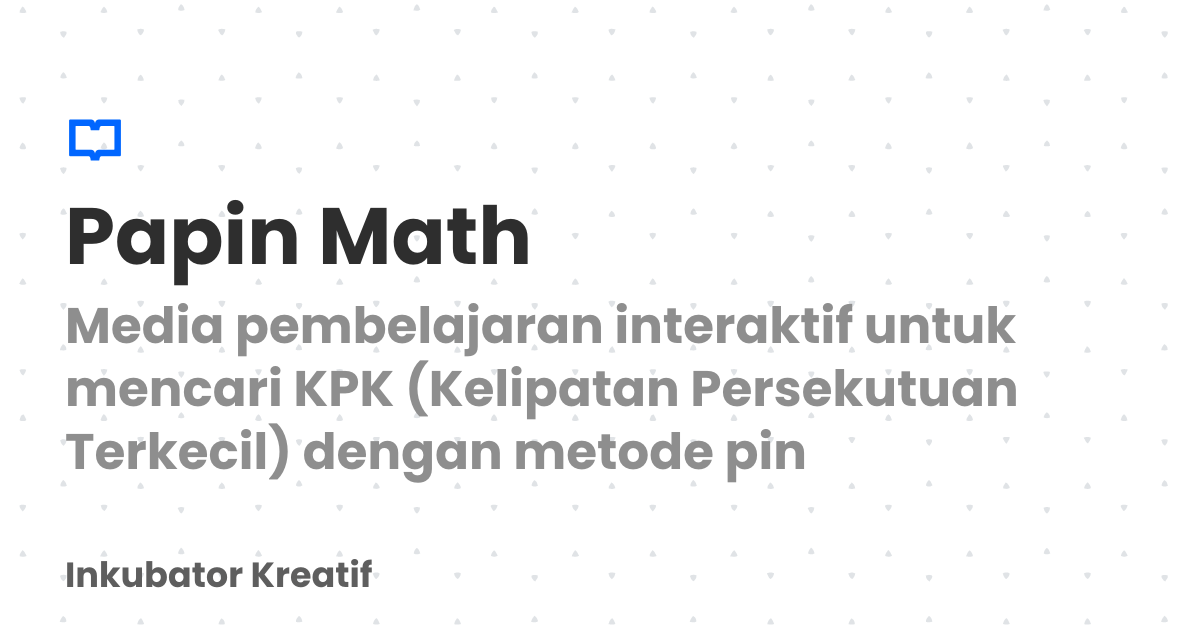 Papin Math
Media pembelajaran interaktif untuk
mencari KPK (Kelipatan Persekutuan
Terkecil) dengan metode pin
Inkubator Kreatif